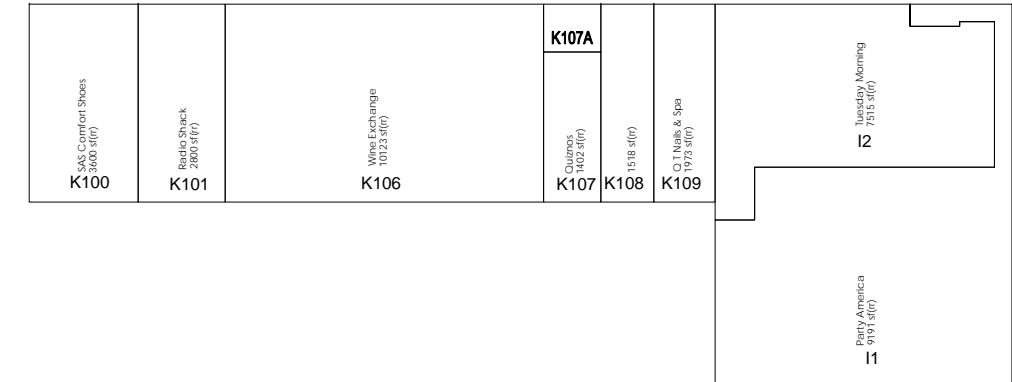 SAS Comfort Shoes
3600 sf(rr)
K100
Radio Shack
2800 sf(rr)
K101
Wine Exchange
10123 sf(rr)
K106
K107A
Quiznos
1402 sf(rr)
K107
1518 sf(rr)
K108
Q T Nails & Spa
1973 sf(rr)
K109
Tuesday Morning
7515 sf(rr)
I2
Party America
9191 sf(rr)
I1